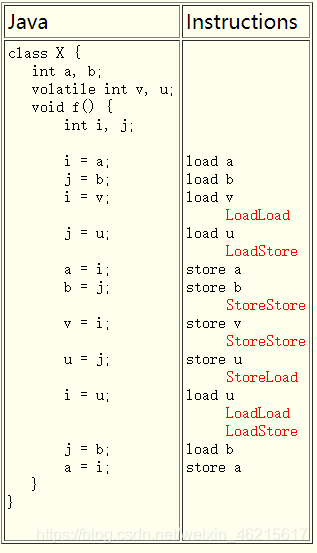 Java Instructions
class X {
int a, b;
volatile int v, u;
void f() {
int i, j;
i = a; load a
j = b; load b
i = v; load v
LoadLoad
j = u; load u
LoadStore
a = i; store a
b = j; store b
StoreStore
v = i; store v
StoreStore
u = j; store u
StoreLoad
i = u; load u
LoadLoad
LoadStore
j = b; load b
a = i; store a
}
}
https://blog.csdn.net/weixin_46215617